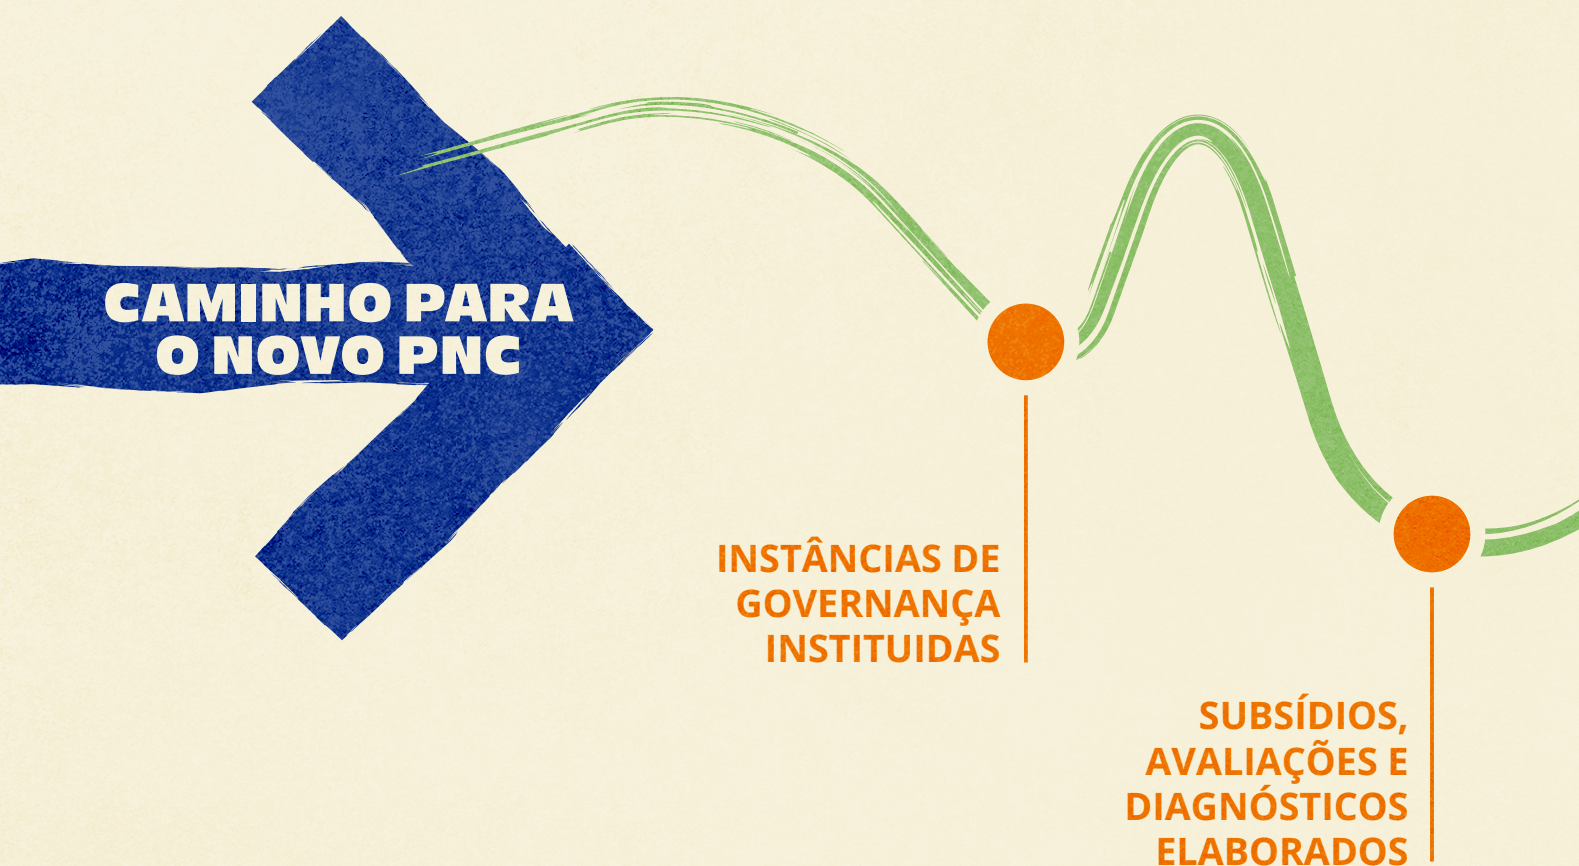 CAMINHO PARA
O NOVO PNC
INSTÂNCIAS DE
GOVERNANÇA
INSTITUIDAS
SUBSÍDIOS,
AVALIAÇÕES E
DIAGNÓSTICOS
ELABORADOS